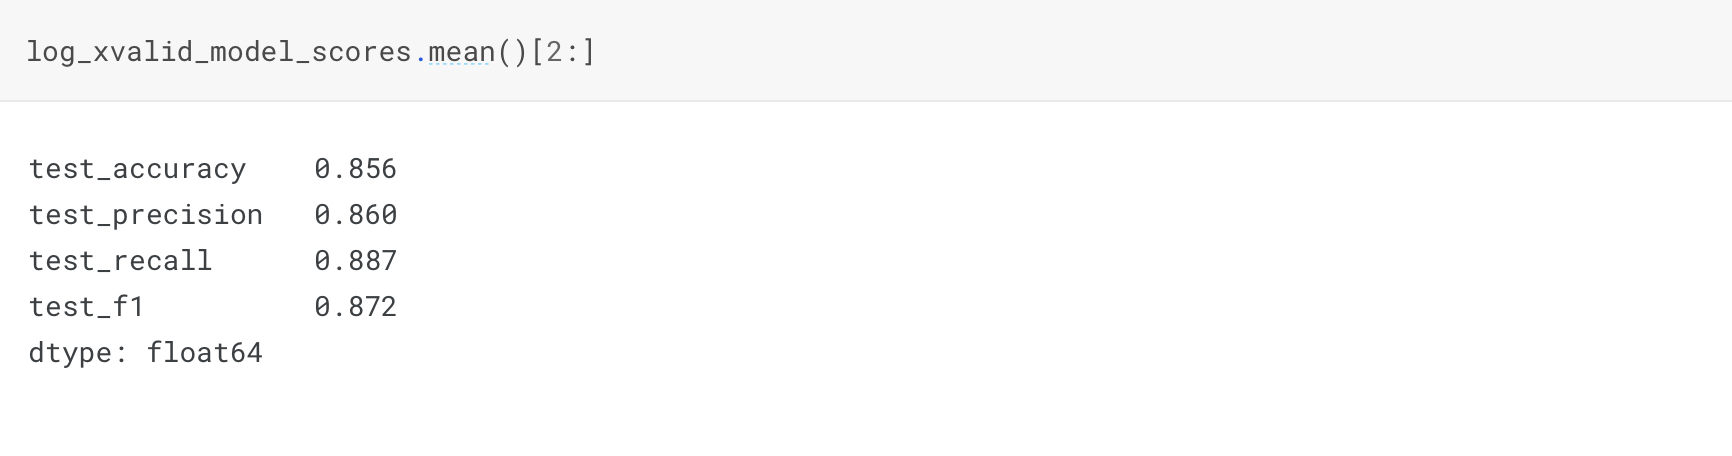 log_xvalid_model_scores.mean()[2:]
test_accuracy    0.856
test_precision   0.860
test_recall      0.887
test_f1          0.872
dtype: float64